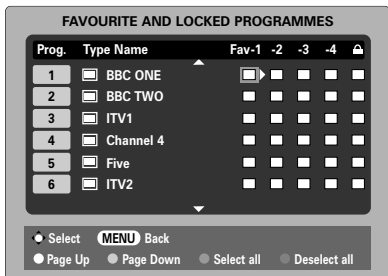 FAVOURITE AND LOCKED PROGRAMMES
Prog. Type Name Fav-1 -2 -3 -4
1 BBC ONE
2 BBC TWO
3 ITV1
4 Channel 4
5 Five
6 ITV2
Select MENU Back
Page Up Page Down Select all Deselect all